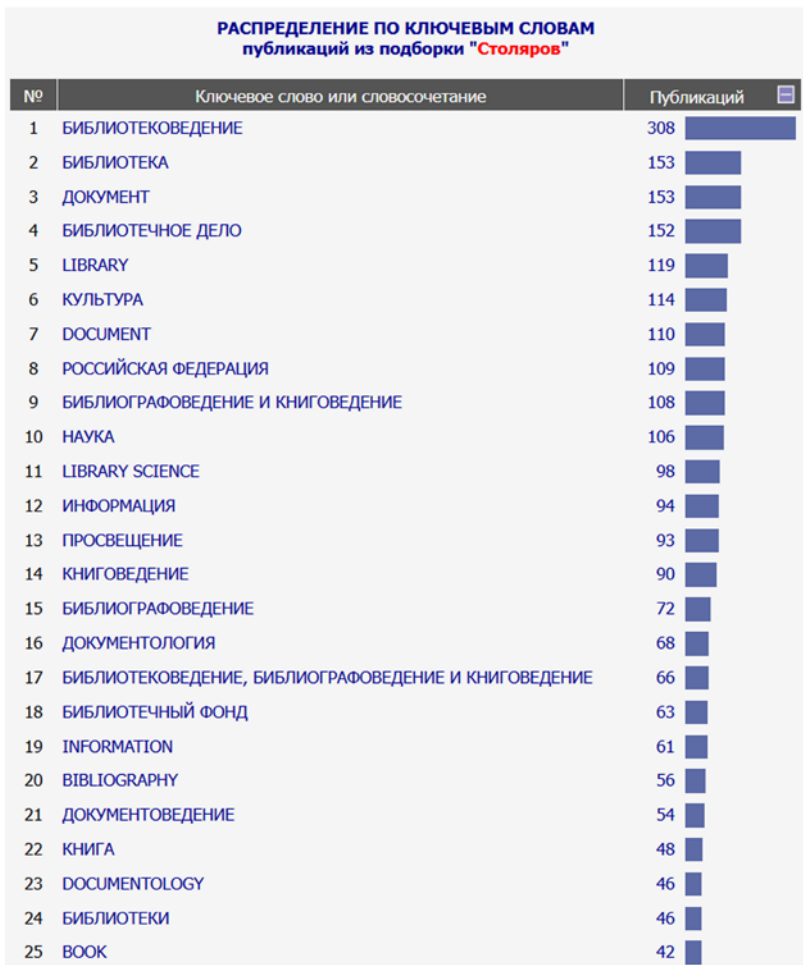 РАСПРЕДЕЛЕНИЕ ПО КЛЮЧЕВЫМ СЛОВАМ
публикаций из подборки "Столяров"
№ Ключевое слово или словосочетание Публикаций
1 БИБЛИОТЕКОВЕДЕНИЕ 308
2 БИБЛИОТЕКА 153
3 ДОКУМЕНТ 153
4 БИБЛИОТЕЧНОЕ ДЕЛО 152
5 LIBRARY 119
6 КУЛЬТУРА 114
7 DOCUMENT 110
8 РОССИЙСКАЯ ФЕДЕРАЦИЯ 109
9 БИБЛИОГРАФОВЕДЕНИЕ И КНИГОВЕДЕНИЕ 108
10 НАУКА 106
11 LIBRARY SCIENCE 98
12 ИНФОРМАЦИЯ 94
13 ПРОСВЕЩЕНИЕ 93
14 КНИГОВЕДЕНИЕ 90
15 БИБЛИОГРАФОВЕДЕНИЕ 72
16 ДОКУМЕНТОЛОГИЯ 68
17 БИБЛИОТЕКОВЕДЕНИЕ, БИБЛИОГРАФОВЕДЕНИЕ И КНИГОВЕДЕНИЕ 66
18 БИБЛИОТЕЧНЫЙ ФОНД 63
19 INFORMATION 61
20 BIBLIOGRAPHY 56
21 ДОКУМЕНТОВЕДЕНИЕ 54
22 КНИГА 48
23 DOCUMENTOLOGY 46
24 БИБЛИОТЕКИ 46
25 BOOK 42